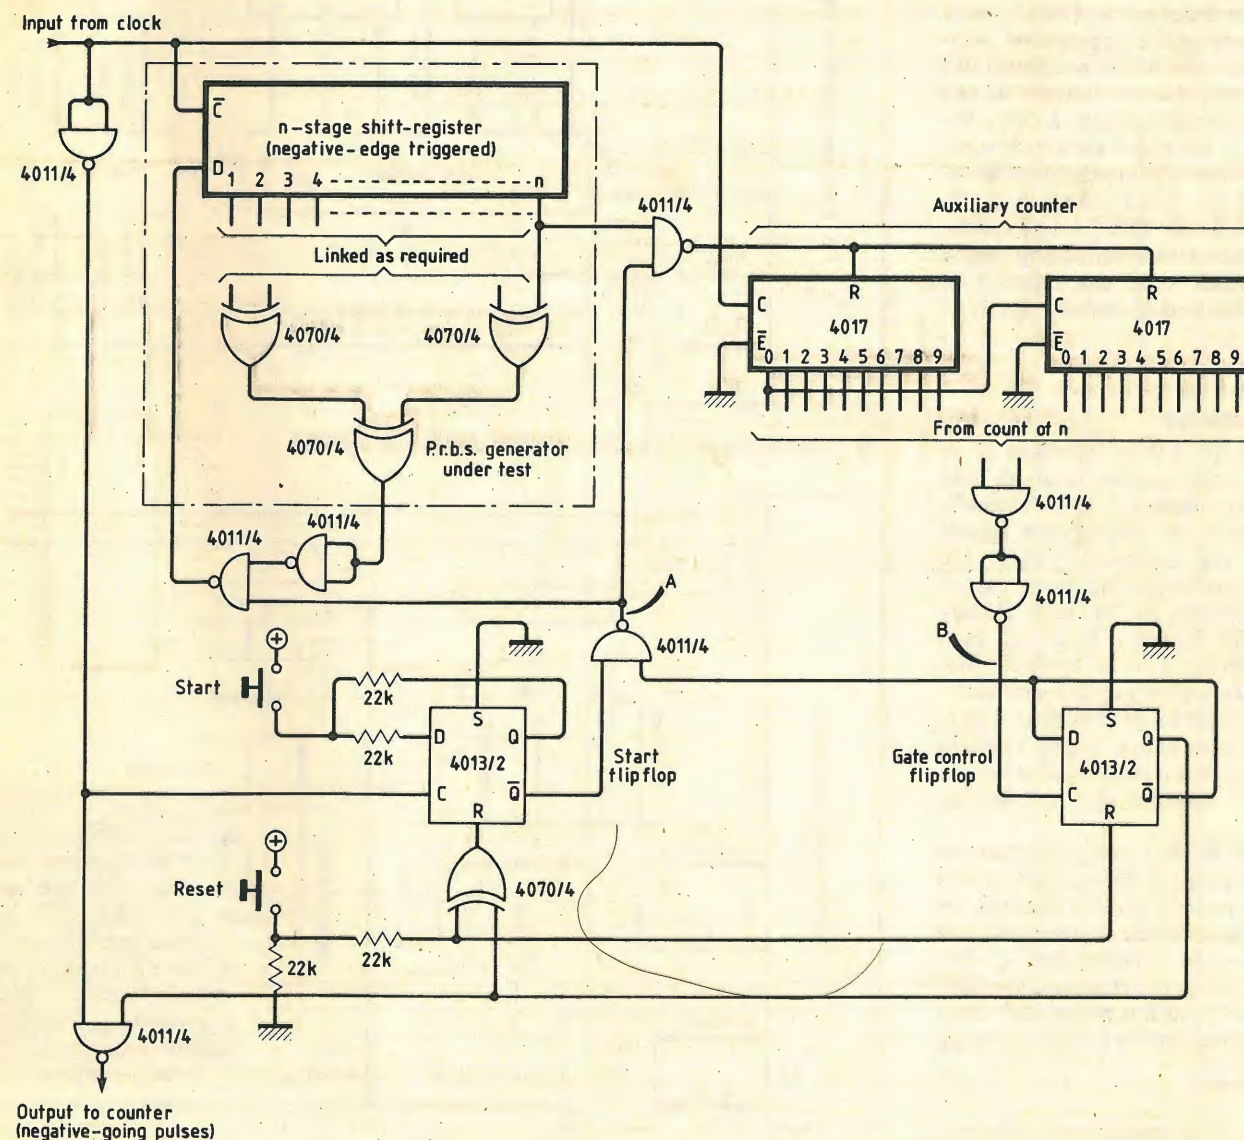 Input from clock
C̅
n-stage shift-register
(negative-edge triggered)
4011/4
D
1 2 3 4 n
4011/4
Auxiliary counter
Linked as required
R
R
C
4017
C
4017
4070/4
4070/4
E̅
0 1 2 3 4 5 6 7 8 9
E̅
0 1 2 3 4 5 6 7 8 9
From count of n
4070/4
P.r.b.s. generator
under test
4011/4
4011/4
4011/4
4011/4
A
B
4011/4
Start
22k
22k
S
D
Q
4013/2
C
Q̅
R
Start
flipflop
Gate control
flipflop
S
D
Q
4013/2
C
Q̅
R
Reset
4070/4
22k
22k
4011/4
Output to counter
(negative-going pulses)